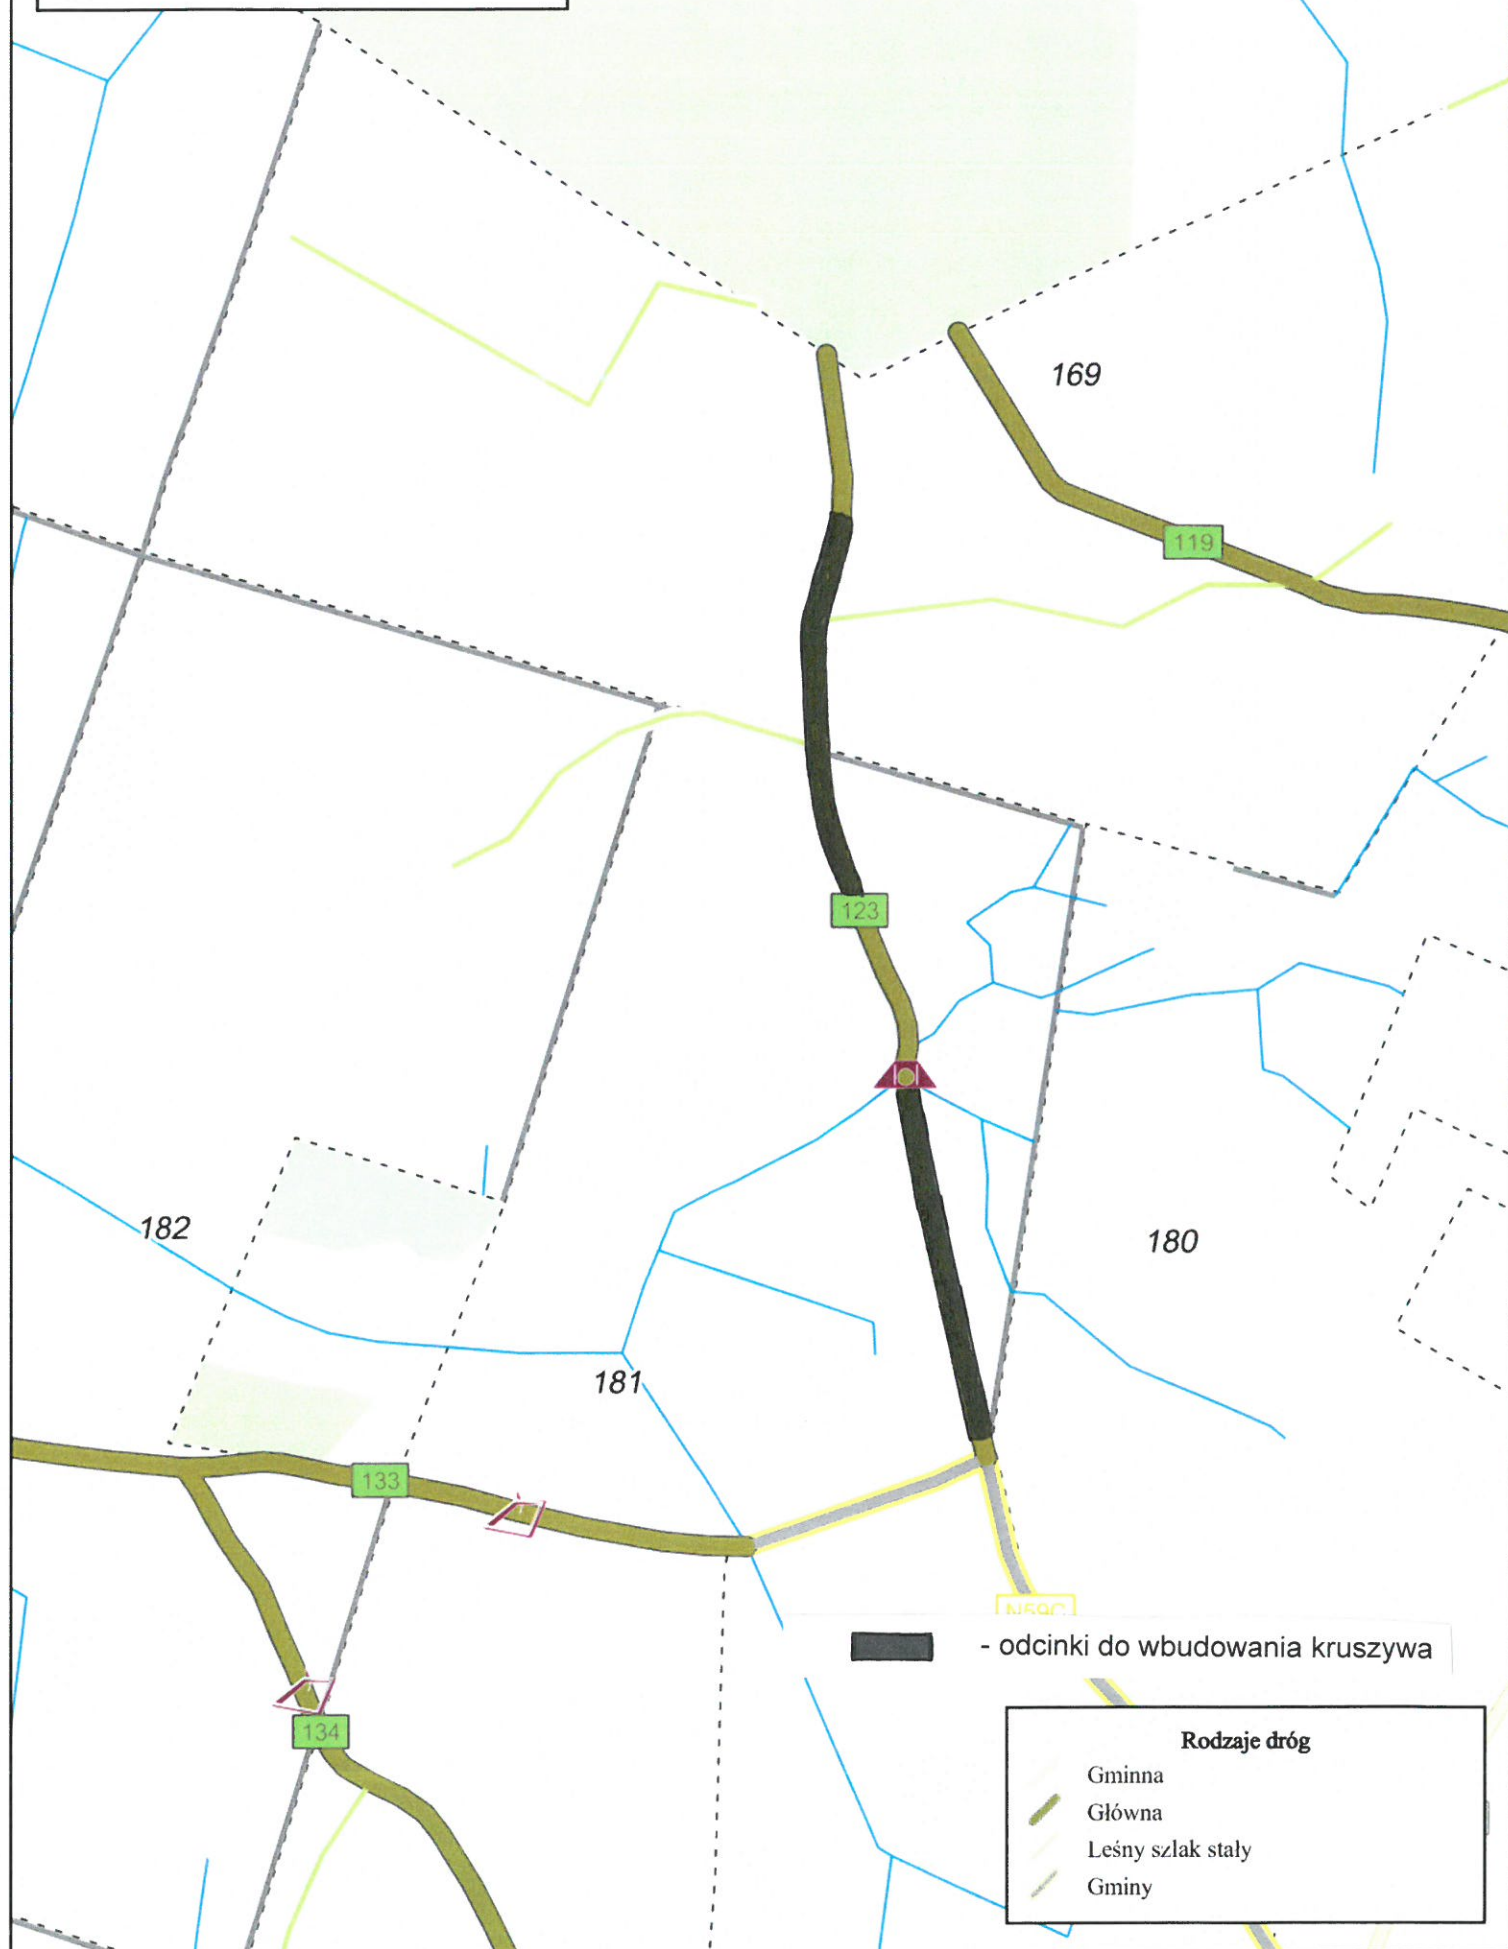 169
119
123
182
180
181
133
N59C
- odcinki do wbudowania kruszywa
134
Rodzaje dróg
Gminna
Główna
Leśny szlak stały
Gminy